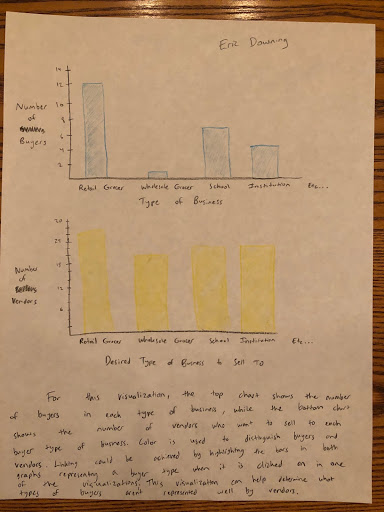 Eric Downing
14
12
10
8
6
4
2
Number
of
Buyers
Retail Grocer Wholesale Grocer School Institution Etc...
Type of Business
30
24
18
12
6
Number
of
Vendors
Retail Grocer Wholesale Grocer School Institution Etc...
Desired Type of Business to Sell To
For this visualization, the top chart shows the number
of buyers in each type of business, while the bottom chart
shows the number of vendors who want to sell to each
buyer type of business. Color is used to distinguish buyers and
vendors. Linking could be achieved by highlighting the bars in both
graphs representing a buyer type when it is clicked on in one
of the visualizations. This visualization can help determine what
types of buyers aren't represented well by vendors.